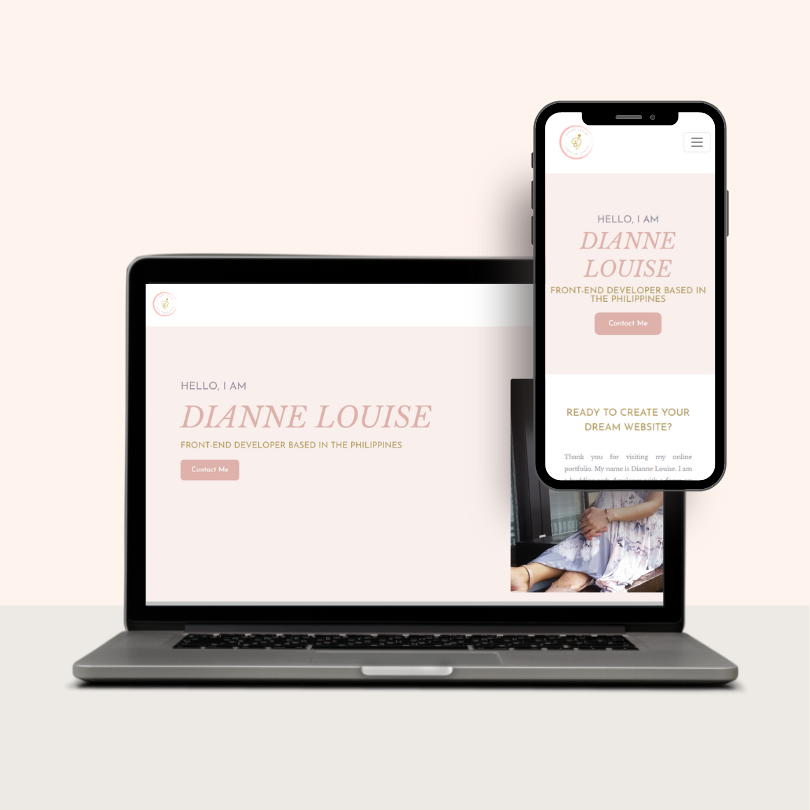 HELLO, I AM
DIANNE LOUISE
FRONT-END DEVELOPER BASED IN THE PHILIPPINES
Contact Me
HELLO, I AM
DIANNE
LOUISE
FRONT-END DEVELOPER BASED IN
THE PHILIPPINES
Contact Me
READY TO CREATE YOUR
DREAM WEBSITE?
Thank you for visiting my online
portfolio. My name is Dianne Louise. I am